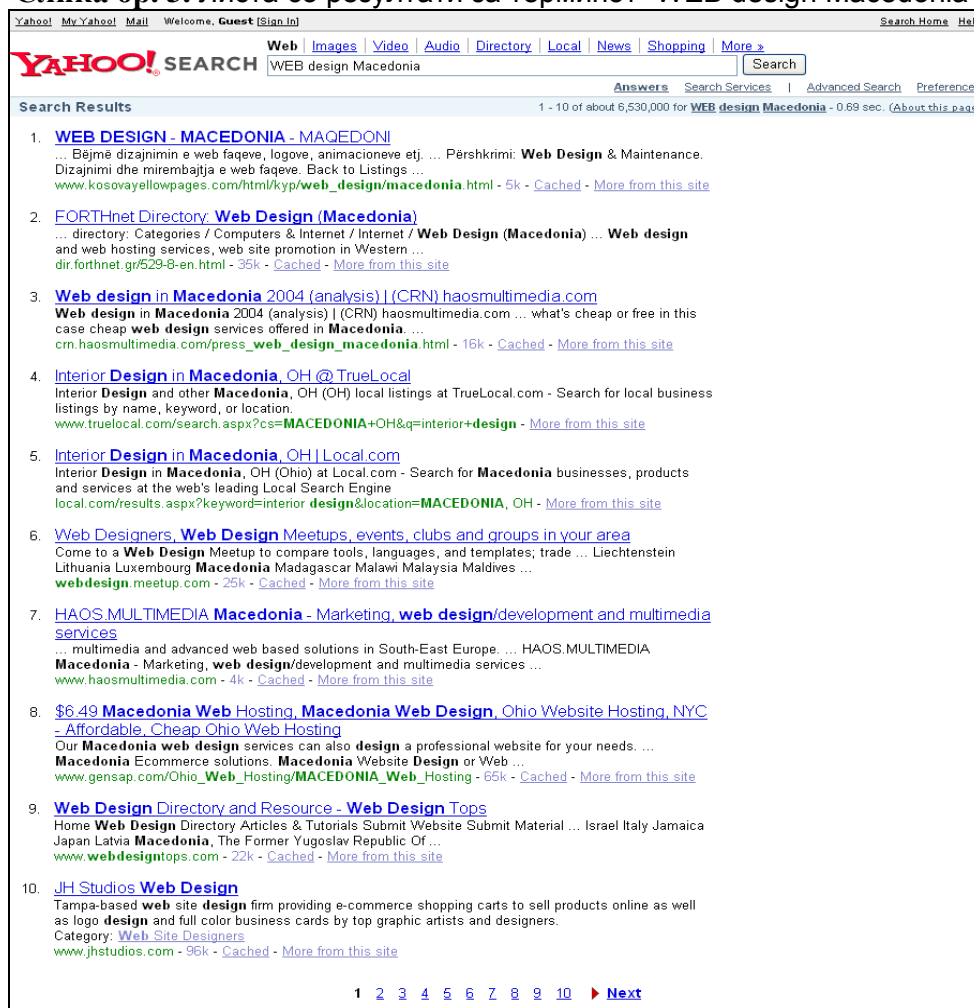 Слика бр. 3. Листа со резултати за терминот "WEB design Macedonia"
Yahoo! My Yahoo! Mail Welcome, Guest [Sign In] Search Home Hel
Web | Images | Video | Audio | Directory | Local | News | Shopping | More »
YAHOO! SEARCH WEB design Macedonia Search
Answers Search Services | Advanced Search Preference
Search Results 1 - 10 of about 6,530,000 for WEB design Macedonia - 0.69 sec. (About this page
1. WEB DESIGN - MACEDONIA - MAQEDONI
... Bëjmë dizajnimin e web faqeve, logove, animacioneve etj. ... Përshkrimi: Web Design & Maintenance.
Dizajnimi dhe mirembajtja e web faqeve. Back to Listings ...
www.kosovayellowpages.com/html/kyp/web_design/macedonia.html - 5k - Cached - More from this site
2. FORTHnet Directory: Web Design (Macedonia)
... directory: Categories / Computers & Internet / Internet / Web Design (Macedonia) ... Web design
and web hosting services, web site promotion in Western ...
dir.forthnet.gr/529-8-en.html - 35k - Cached - More from this site
3. Web design in Macedonia 2004 (analysis) | (CRN) haosmultimedia.com
Web design in Macedonia 2004 (analysis) | (CRN) haosmultimedia.com ... what's cheap or free in this
case cheap web design services offered in Macedonia. ...
crn.haosmultimedia.com/press_web_design_macedonia.html - 16k - Cached - More from this site
4. Interior Design in Macedonia, OH @ TrueLocal
Interior Design and other Macedonia, OH (OH) local listings at TrueLocal.com - Search for local business
listings by name, keyword, or location.
www.truelocal.com/search.aspx?cs=MACEDONIA+OH&q=interior+design - More from this site
5. Interior Design in Macedonia, OH | Local.com
Interior Design in Macedonia, OH (Ohio) at Local.com - Search for Macedonia businesses, products
and services at the web's leading Local Search Engine
local.com/results.aspx?keyword=interior design&location=MACEDONIA, OH - More from this site
6. Web Designers, Web Design Meetups, events, clubs and groups in your area
Come to a Web Design Meetup to compare tools, languages, and templates; trade ... Liechtenstein
Lithuania Luxembourg Macedonia Madagascar Malawi Malaysia Maldives ...
webdesign.meetup.com - 25k - Cached - More from this site
7. HAOS.MULTIMEDIA Macedonia - Marketing, web design/development and multimedia
services
... multimedia and advanced web based solutions in South-East Europe. ... HAOS.MULTIMEDIA
Macedonia - Marketing, web design/development and multimedia services ...
www.haosmultimedia.com - 4k - Cached - More from this site
8. $6.49 Macedonia Web Hosting, Macedonia Web Design, Ohio Website Hosting, NYC
- Affordable, Cheap Ohio Web Hosting
Our Macedonia web design services can also design a professional website for your needs. ...
Macedonia Ecommerce solutions. Macedonia Website Design or Web ...
www.gensap.com/Ohio_Web_Hosting/MACEDONIA_Web_Hosting - 65k - Cached - More from this site
9. Web Design Directory and Resource - Web Design Tops
Home Web Design Directory Articles & Tutorials Submit Website Submit Material ... Israel Italy Jamaica
Japan Latvia Macedonia, The Former Yugoslav Republic Of ...
www.webdesigntops.com - 22k - Cached - More from this site
10. JH Studios Web Design
Tampa-based web site design firm providing e-commerce shopping carts to sell products online as well
as logo design and full color business cards by top graphic artists and designers.
Category: Web Site Designers
www.jhstudios.com - 96k - Cached - More from this site
1 2 3 4 5 6 7 8 9 10 Next